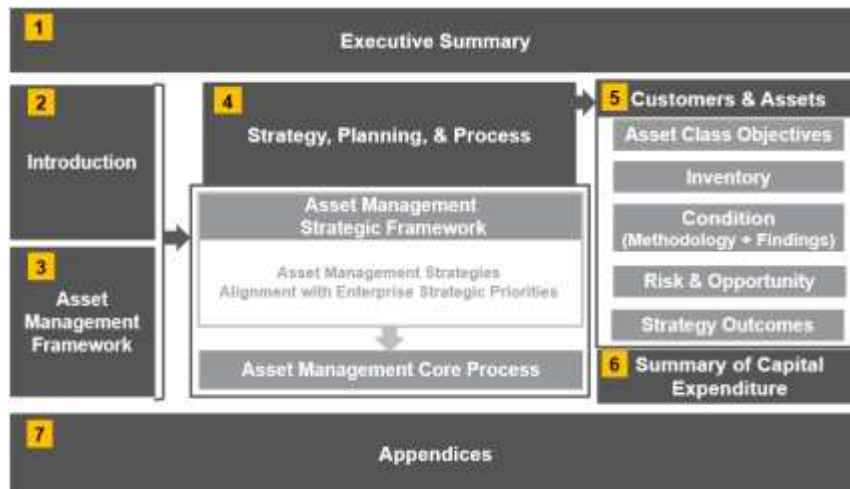 1
Executive Summary
2
Introduction
3
Asset
Management
Framework
4
Strategy, Planning, & Process
Asset Management
Strategic Framework
Asset Management Strategies
Alignment with Enterprise Strategic Priorities
Asset Management Core Process
5
Customers & Assets
Asset Class Objectives
Inventory
Condition
(Methodology + Findings)
Risk & Opportunity
Strategy Outcomes
6
Summary of Capital
Expenditure
7
Appendices